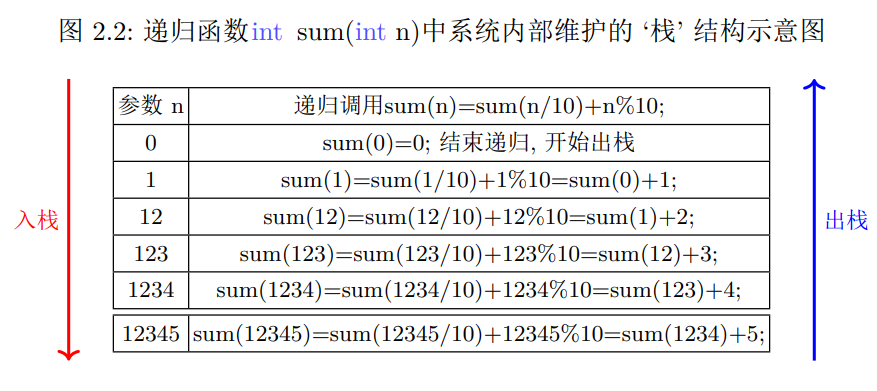 图 2.2: 递归函数int sum(int n)中系统内部维护的 ‘栈’ 结构示意图
参数 n 递归调用sum(n)=sum(n/10)+n%10;
0 sum(0)=0; 结束递归, 开始出栈
1 sum(1)=sum(1/10)+1%10=sum(0)+1;
12 sum(12)=sum(12/10)+12%10=sum(1)+2;
入栈
出栈
123 sum(123)=sum(123/10)+123%10=sum(12)+3;
1234 sum(1234)=sum(1234/10)+1234%10=sum(123)+4;
12345 sum(12345)=sum(12345/10)+12345%10=sum(1234)+5;